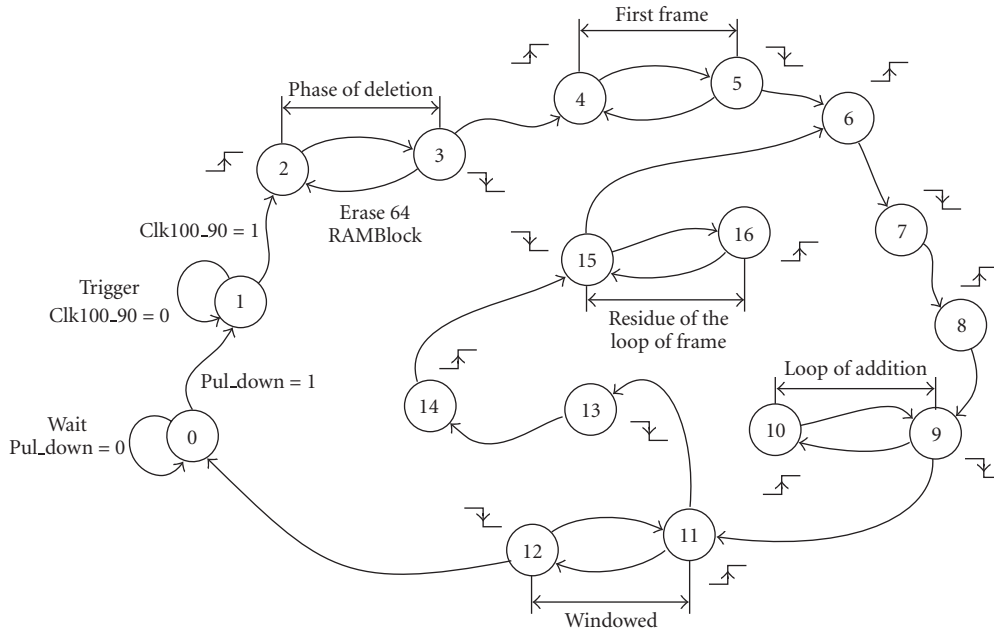 First frame
4
5
6
Phase of deletion
2
3
Erase 64
RAMBlock
7
Clk100_90 = 1
15
16
Trigger
Clk100_90 = 0
1
8
Residue of the
loop of frame
Pul_down = 1
Loop of addition
14
13
10
9
Wait
Pul_down = 0
0
12
11
Windowed